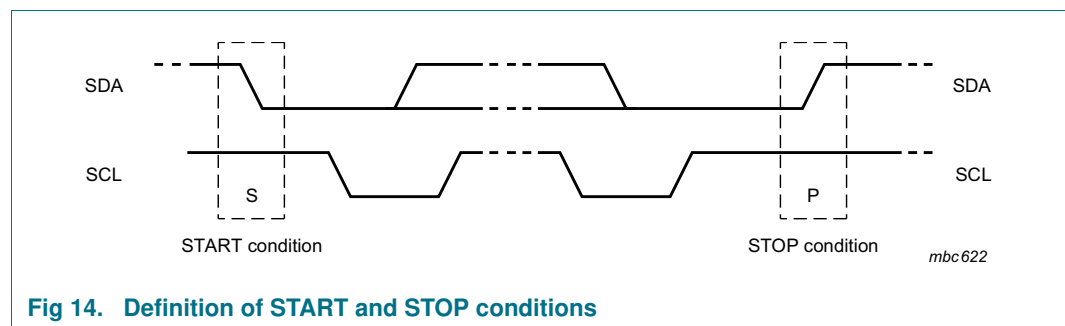 SDA
SDA
SCL
SCL
S
P
START condition
STOP condition
mbc622
Fig 14. Definition of START and STOP conditions